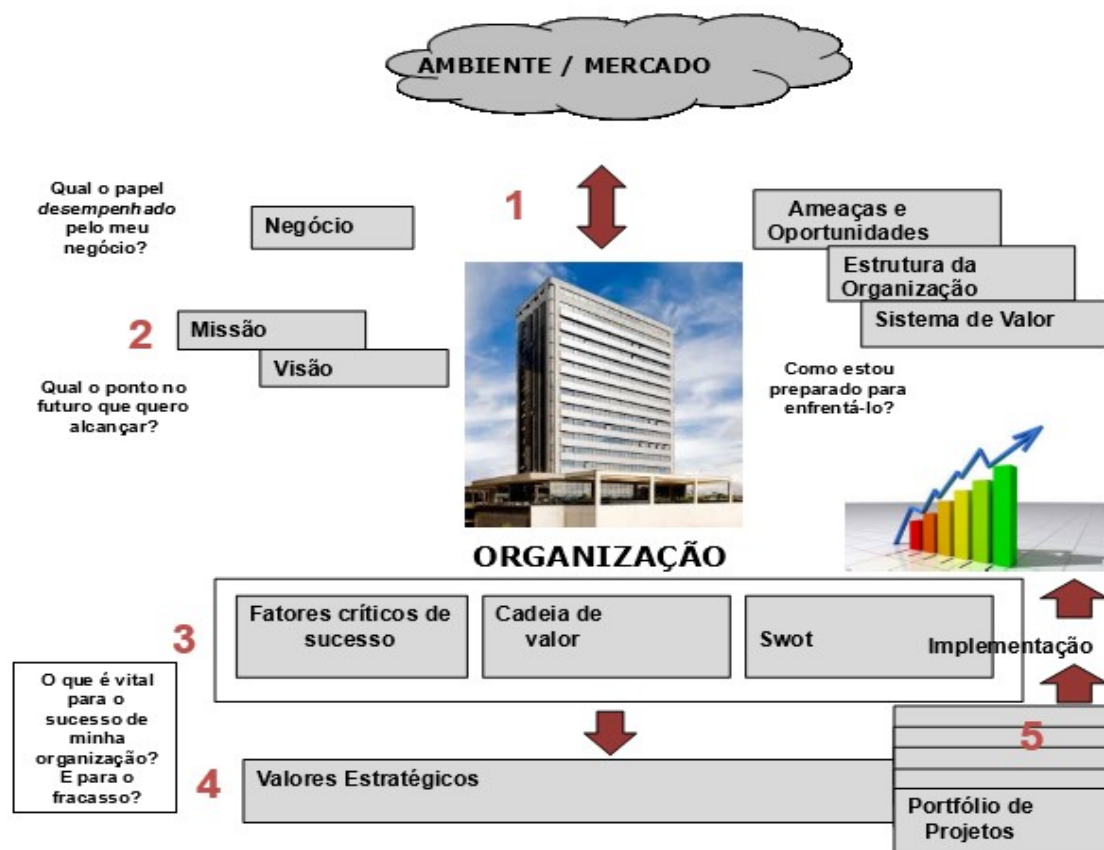 AMBIENTE / MERCADO
Qual o papel
desempenhado
pelo meu
negócio?
Negócio
1
Ameaças e
Oportunidades
Estrutura da
Organização
Sistema de Valor
2
Missão
Visão
Qual o ponto no
futuro que quero
alcançar?
Como estou
preparado para
enfrentá-lo?
ORGANIZAÇÃO
3
Fatores críticos de
sucesso
Cadeia de
valor
Swot
Implementação
O que é vital
para o
sucesso de
minha
organização?
E para o
fracasso?
4
Valores Estratégicos
5
Portfólio de
Projetos